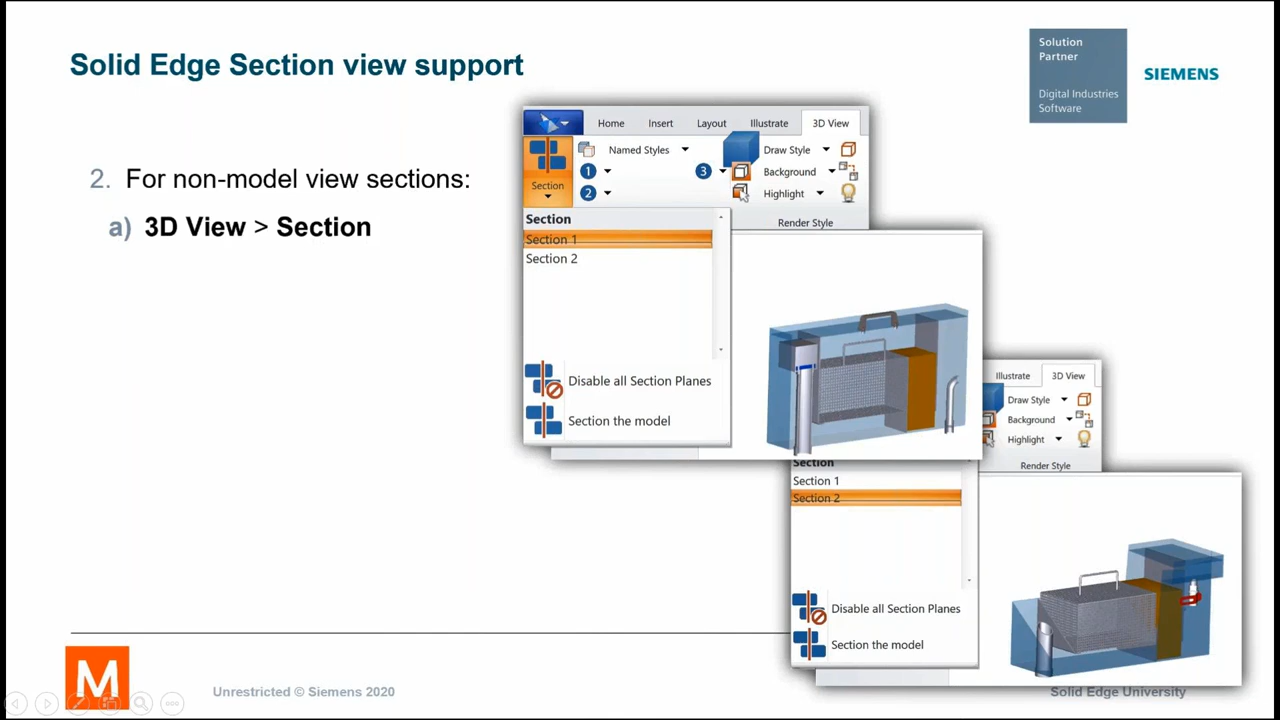 Solid Edge Section view support
Solution
Partner
Digital Industries
Software
SIEMENS
2. For non-model view sections:
a) 3D View > Section
Home Insert Layout Illustrate 3D View
Section
Named Styles
1
2
3
Draw Style
Background
Highlight
Render Style
Section
Section 1
Section 2
Disable all Section Planes
Section the model
Illustrate 3D View
Draw Style
Background
Highlight
Render Style
Section
Section 1
Section 2
Disable all Section Planes
Section the model
M
Unrestricted © Siemens 2020
Solid Edge University